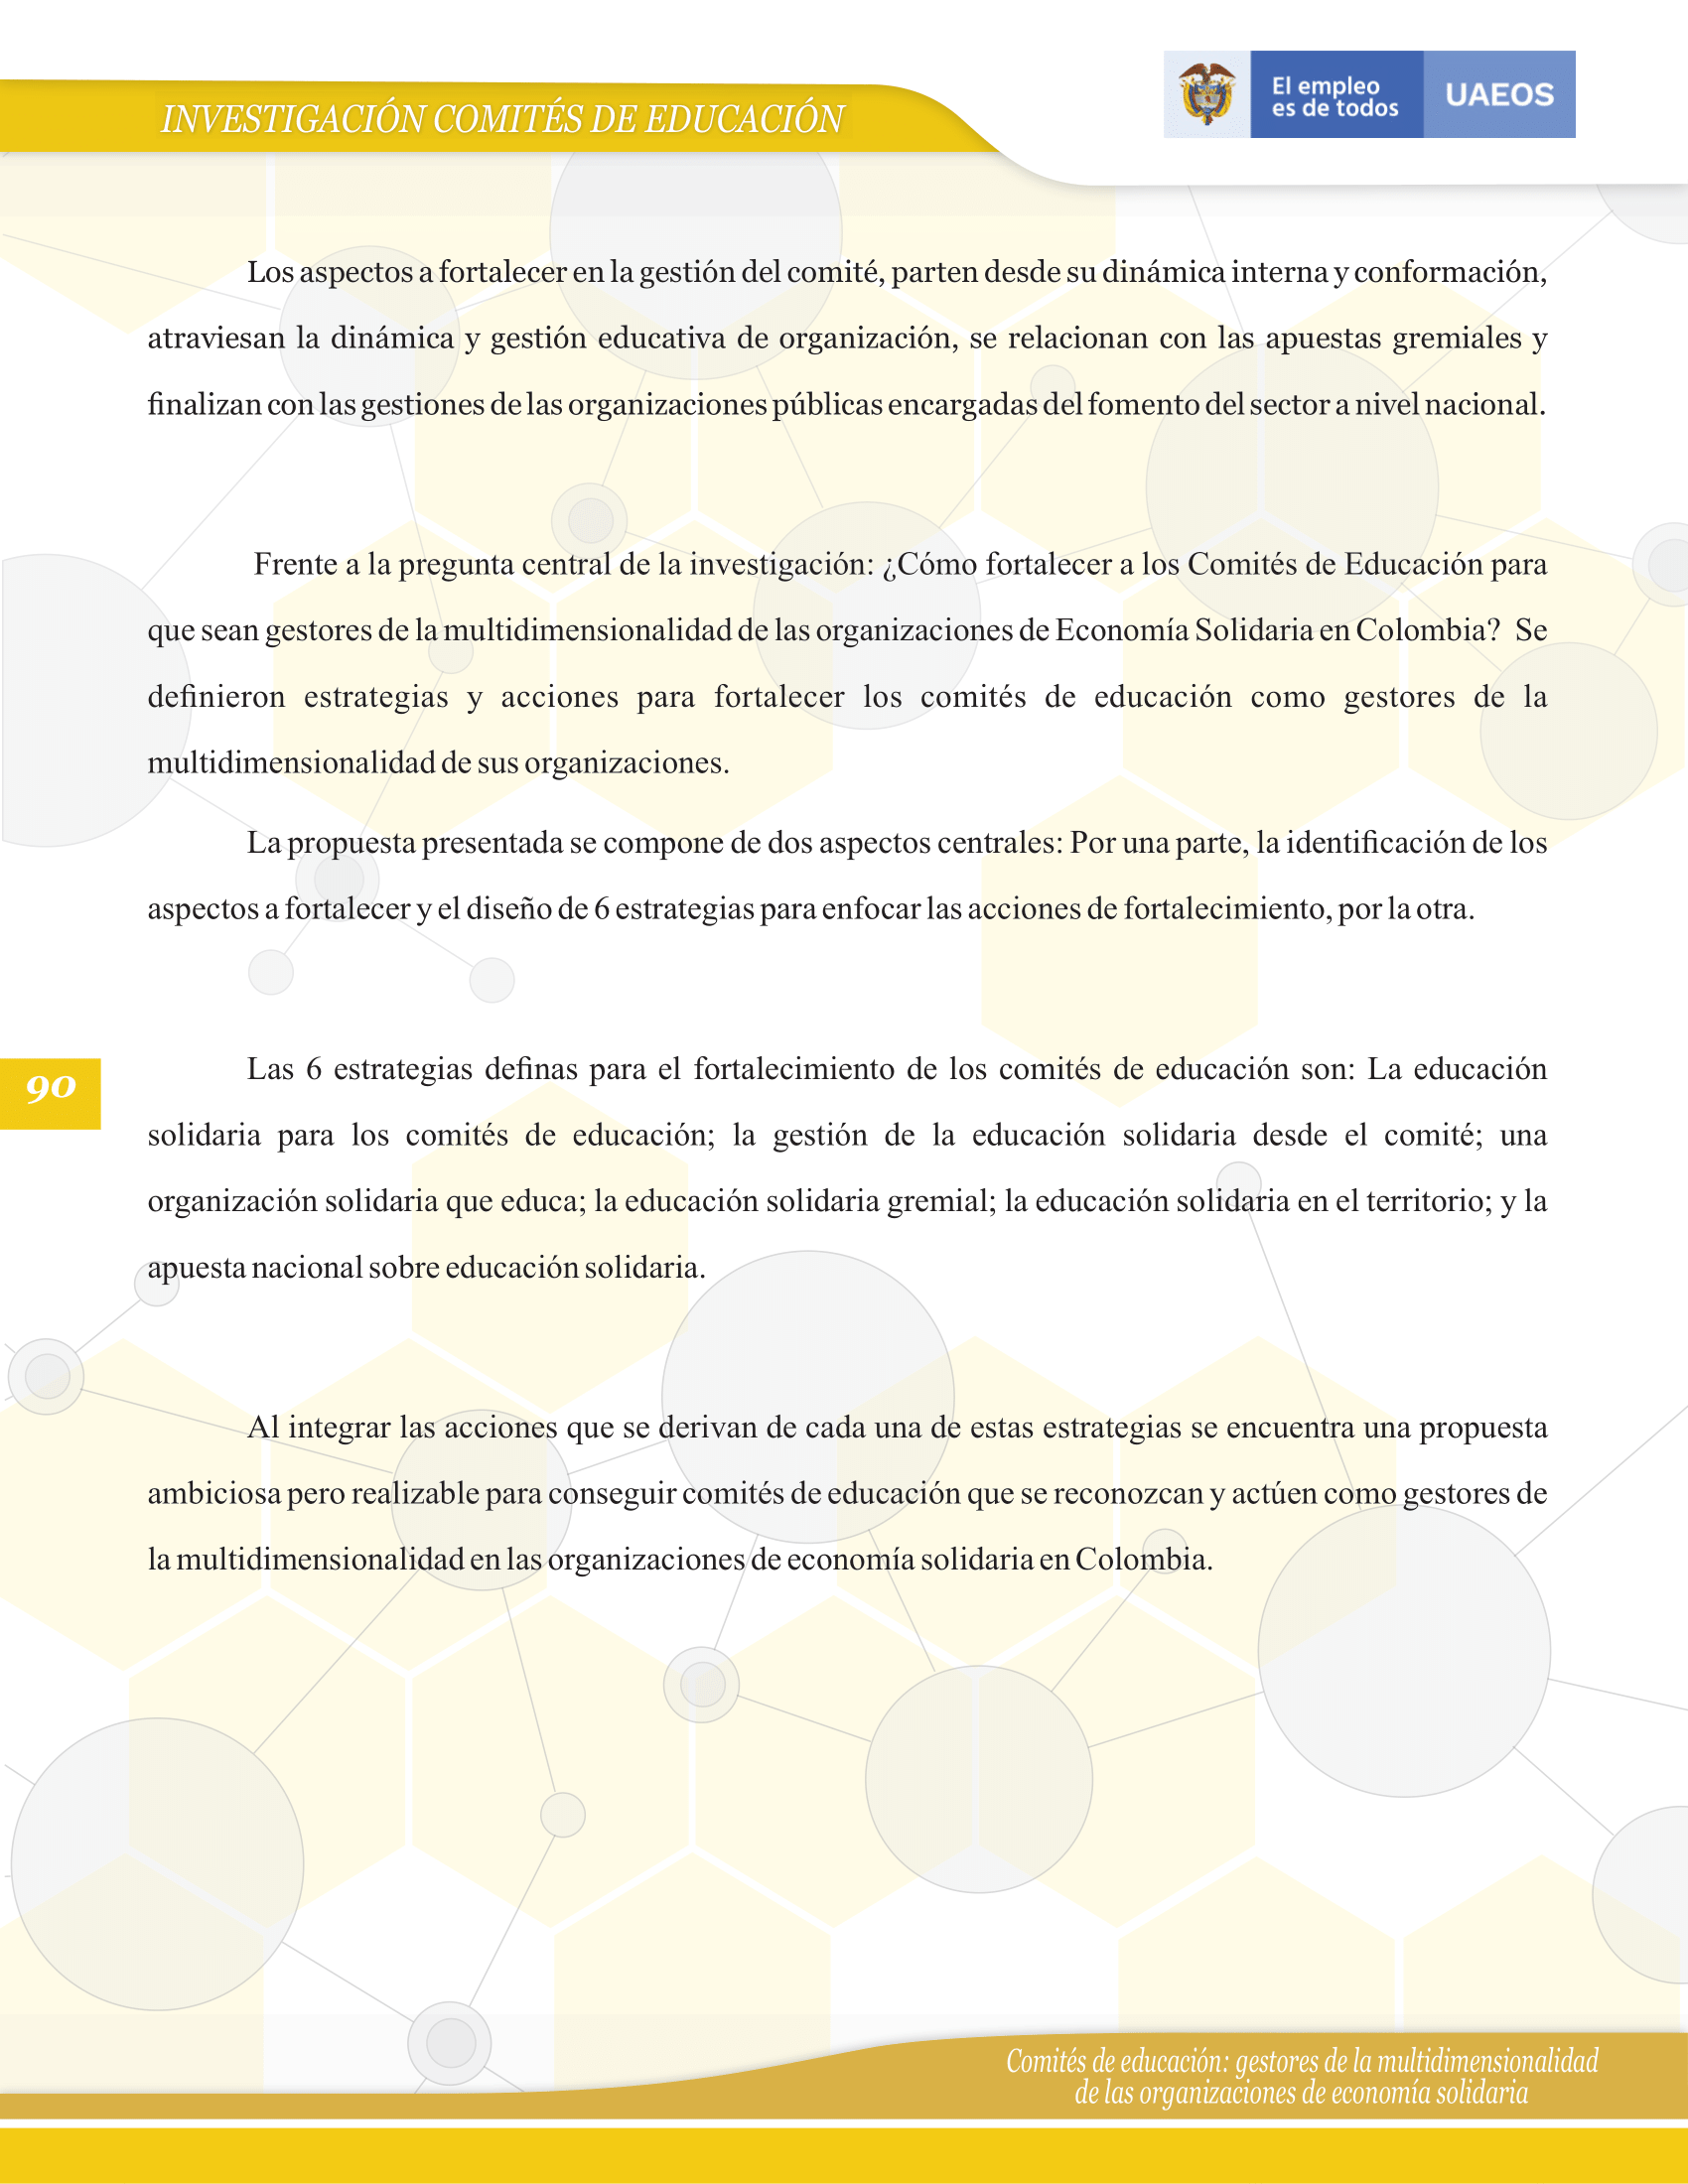 INVESTIGACIÓN COMITÉS DE EDUCACIÓN
El empleo
es de todos
UAEOS
Los aspectos a fortalecer en la gestión del comité, parten desde su dinámica interna y conformación,
atraviesan la dinámica y gestión educativa de organización, se relacionan con las apuestas gremiales y
finalizan con las gestiones de las organizaciones públicas encargadas del fomento del sector a nivel nacional.
Frente a la pregunta central de la investigación: ¿Cómo fortalecer a los Comités de Educación para
que sean gestores de la multidimensionalidad de las organizaciones de Economía Solidaria en Colombia? Se
definieron estrategias y acciones para fortalecer los comités de educación como gestores de la
multidimensionalidad de sus organizaciones.
La propuesta presentada se compone de dos aspectos centrales: Por una parte, la identificación de los
aspectos a fortalecer y el diseño de 6 estrategias para enfocar las acciones de fortalecimiento, por la otra.
Las 6 estrategias definas para el fortalecimiento de los comités de educación son: La educación
solidaria para los comités de educación; la gestión de la educación solidaria desde el comité; una
organización solidaria que educa; la educación solidaria gremial; la educación solidaria en el territorio; y la
apuesta nacional sobre educación solidaria.
Al integrar las acciones que se derivan de cada una de estas estrategias se encuentra una propuesta
ambiciosa pero realizable para conseguir comités de educación que se reconozcan y actúen como gestores de
la multidimensionalidad en las organizaciones de economía solidaria en Colombia.
90
Comités de educación: gestores de la multidimensionalidad
de las organizaciones de economía solidaria